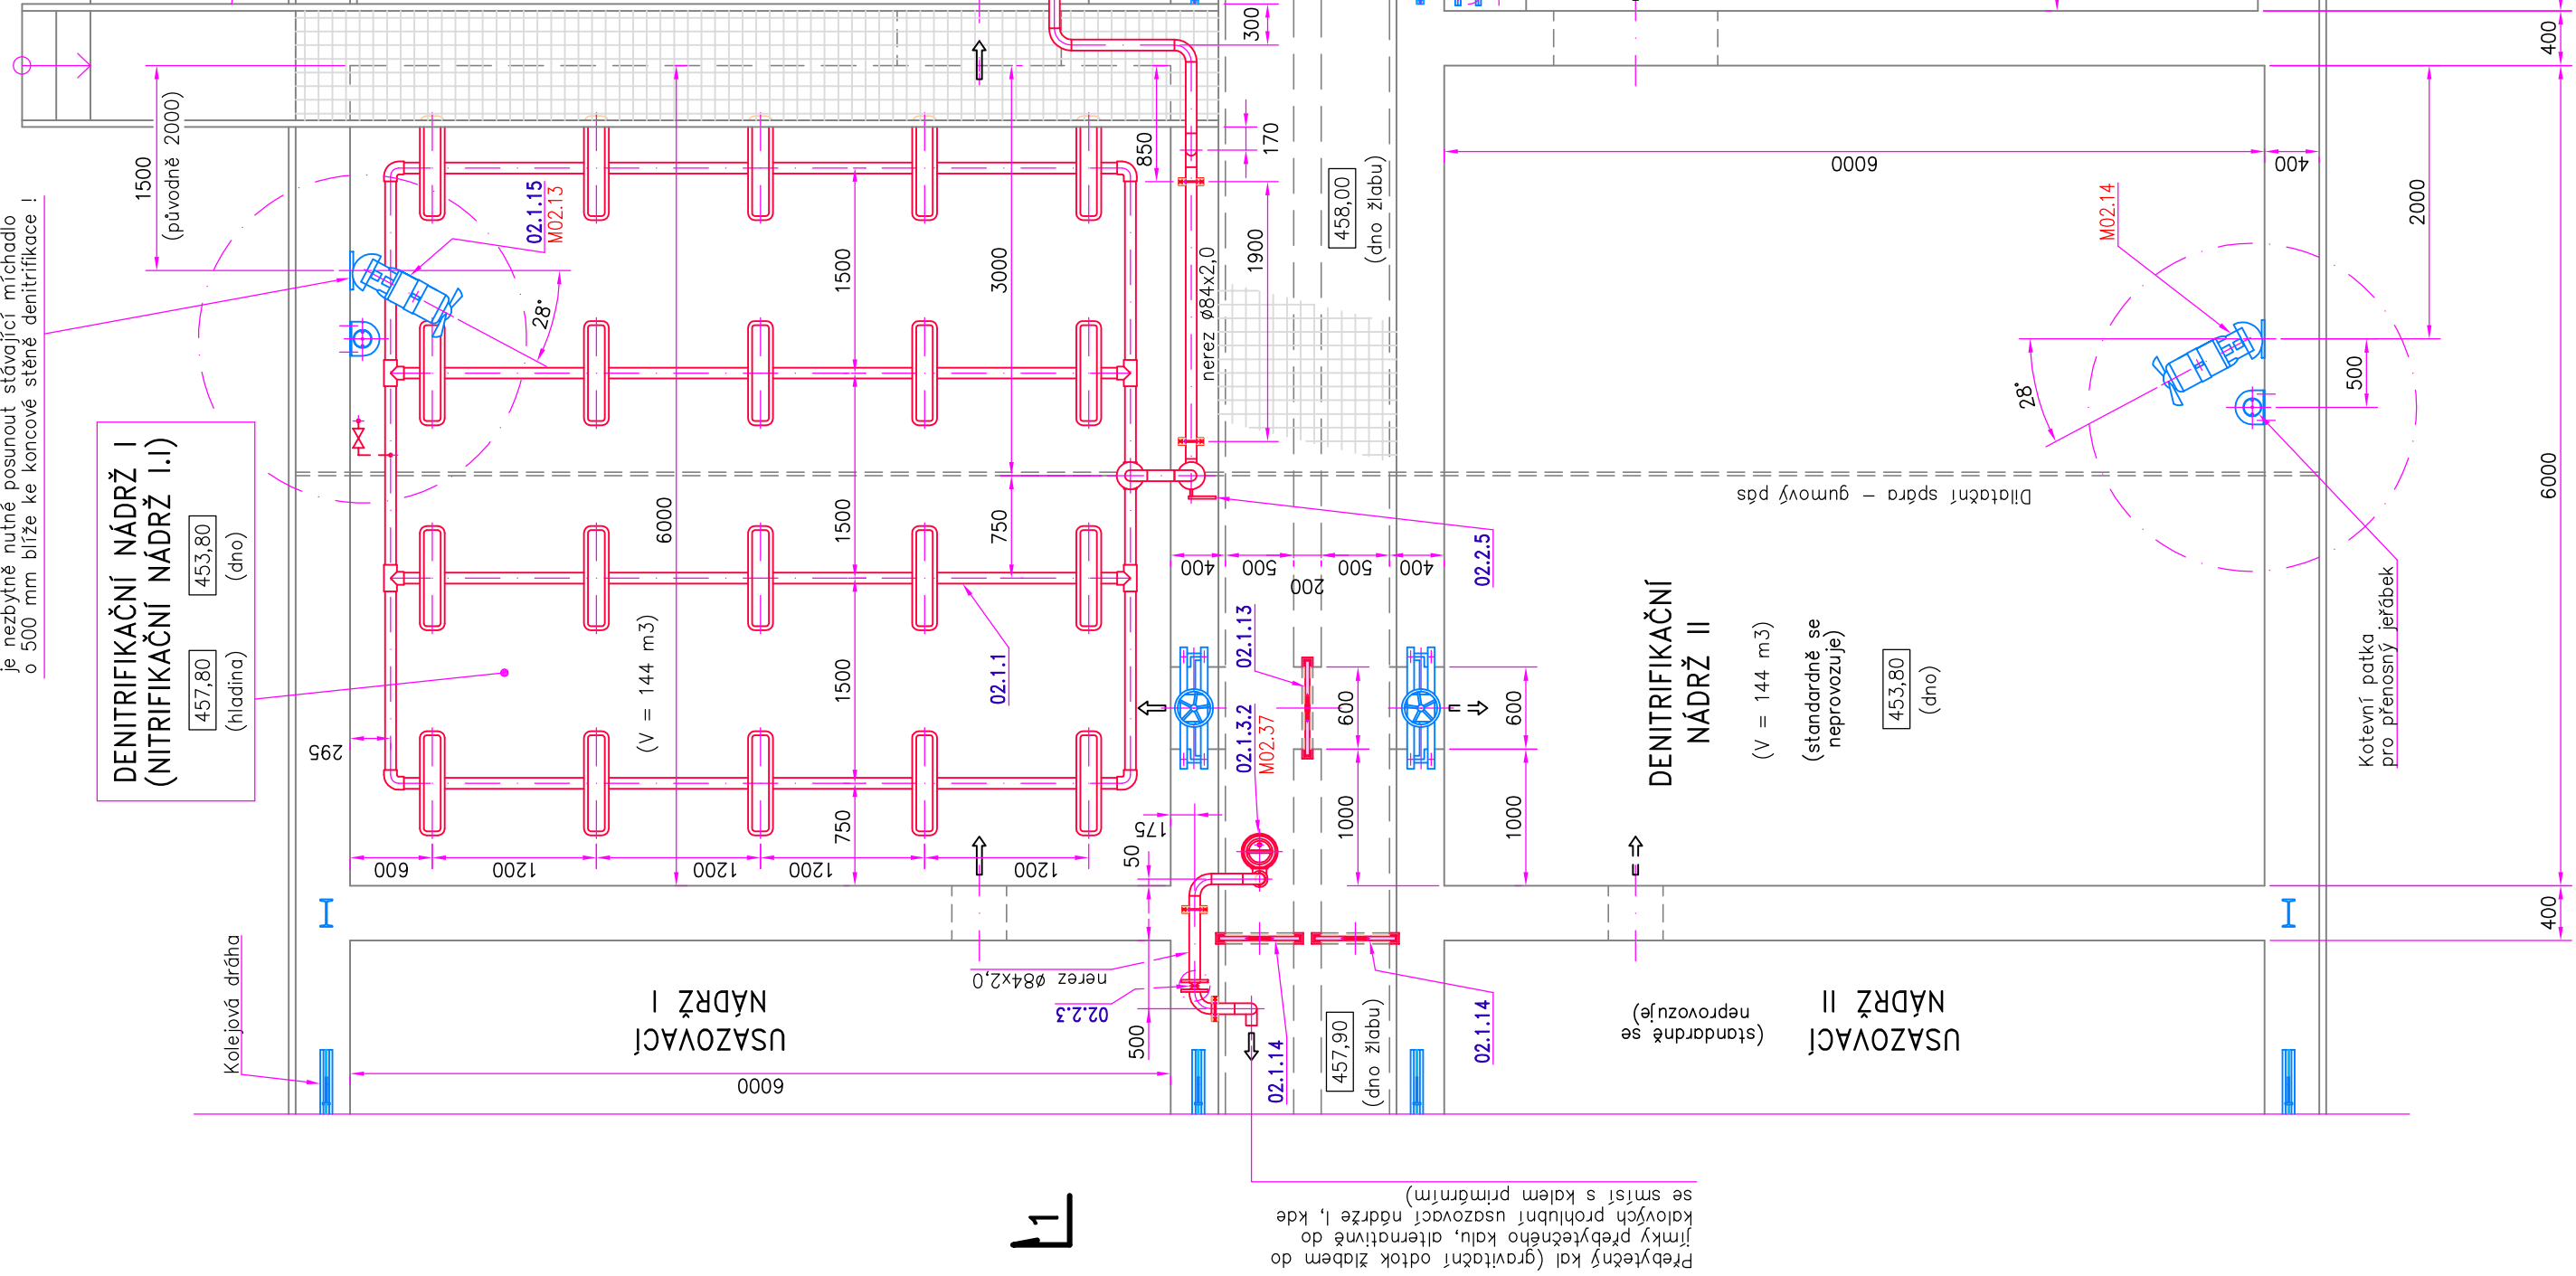 je nezbytně nutné posunout stávající míchadlo
o 500 mm blíže ke koncové stěně denitrifikace !
1500
(původně 2000)
02.1.15
M02.13
28°
DENITRIFIKAČNÍ NÁDRŽ I
(NITRIFIKAČNÍ NÁDRŽ I.I)
457,80
(hladina)
453,80
(dno)
295
6000
(V = 144 m3)
1500
1500
1500
750
3000
750
850
02.1.1
600
1200
1200
1200
1200
300
170
1900
nerez ø84x2,0
458,00
(dno žlabu)
400
500
200
500
400
02.2.5
02.1.13
02.1.3.2
M02.37
600
1000
600
1000
175
50
500
nerez ø84x2,0
02.2.3
02.1.14
02.1.14
457,90
(dno žlabu)
Kolejová dráha
USAZOVACÍ
NÁDRŽ I
6000
DENITRIFIKAČNÍ
NÁDRŽ II
(V = 144 m3)
(standardně se
neprovozuje)
453,80
(dno)
Dilatační spára – gumový pás
USAZOVACÍ
NÁDRŽ II
(standardně se
neprovozuje)
6000
400
M02.14
28°
2000
500
Kotevní patka
pro přenosný jeřábek
400
6000
400
Přebytečný kal (gravitační odtok žlabem do
jímky přebytečného kalu, alternativně do
kalových prohlubní usazovací nádrže I, kde
se smísí s kalem primárním)
1